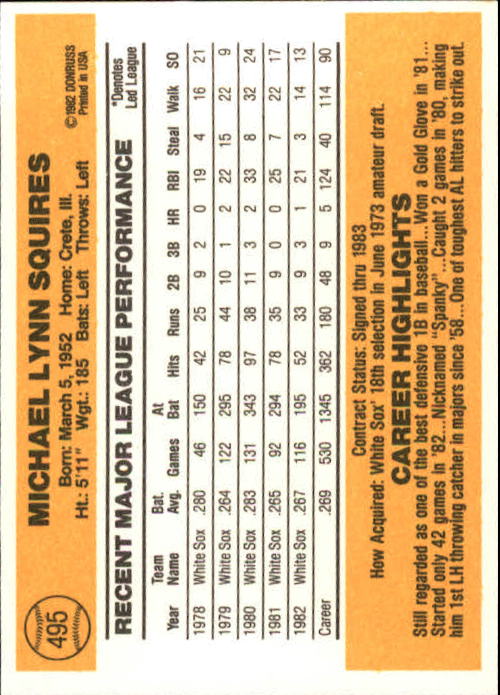 495
MICHAEL LYNN SQUIRES
©1982 DONRUSS
Printed in USA
Born: March 5, 1952 Home: Crete, Ill.
Ht.: 5'11" Wgt.: 185 Bats: Left Throws: Left
RECENT MAJOR LEAGUE PERFORMANCE
*Denotes
Led League
Year Team Name Bat. Avg. Games At Bat Hits Runs 2B 3B HR RBI Steal Walk SO
1978 White Sox .280 46 150 42 25 9 2 0 19 4 16 21
1979 White Sox .264 122 295 78 44 10 1 2 22 15 22 9
1980 White Sox .283 131 343 97 38 11 3 2 33 8 32 24
1981 White Sox .265 92 294 78 35 9 0 0 25 7 22 17
1982 White Sox .267 116 195 52 33 9 3 1 21 3 14 13
Career .269 530 1345 362 180 48 9 5 124 40 114 90
Contract Status: Signed thru 1983
How Acquired: White Sox' 18th selection in June 1973 amateur draft.
CAREER HIGHLIGHTS
Still regarded as one of the best defensive 1B in baseball...Won a Gold Glove in '81...
Started only 42 games in '82...Nicknamed "Spanky"...Caught 2 games in '80, making
him 1st LH throwing catcher in majors since '58...One of toughest AL hitters to strike out.